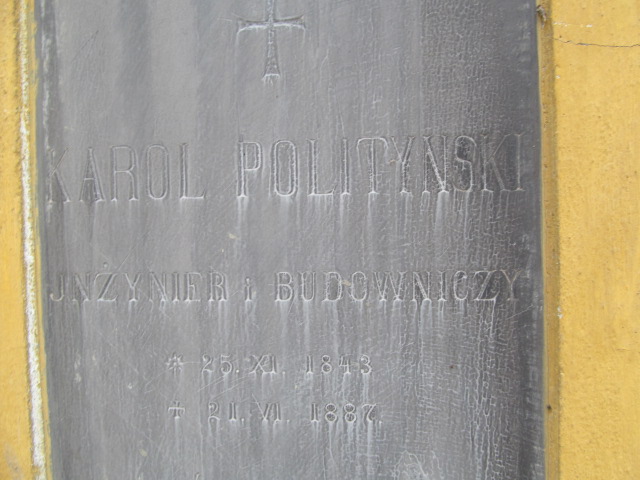 KAROL POLITYŃSKI
JNŻYNIER i BUDOWNICZY
* 25. XI. 1843
+ 21. VI. 1887.